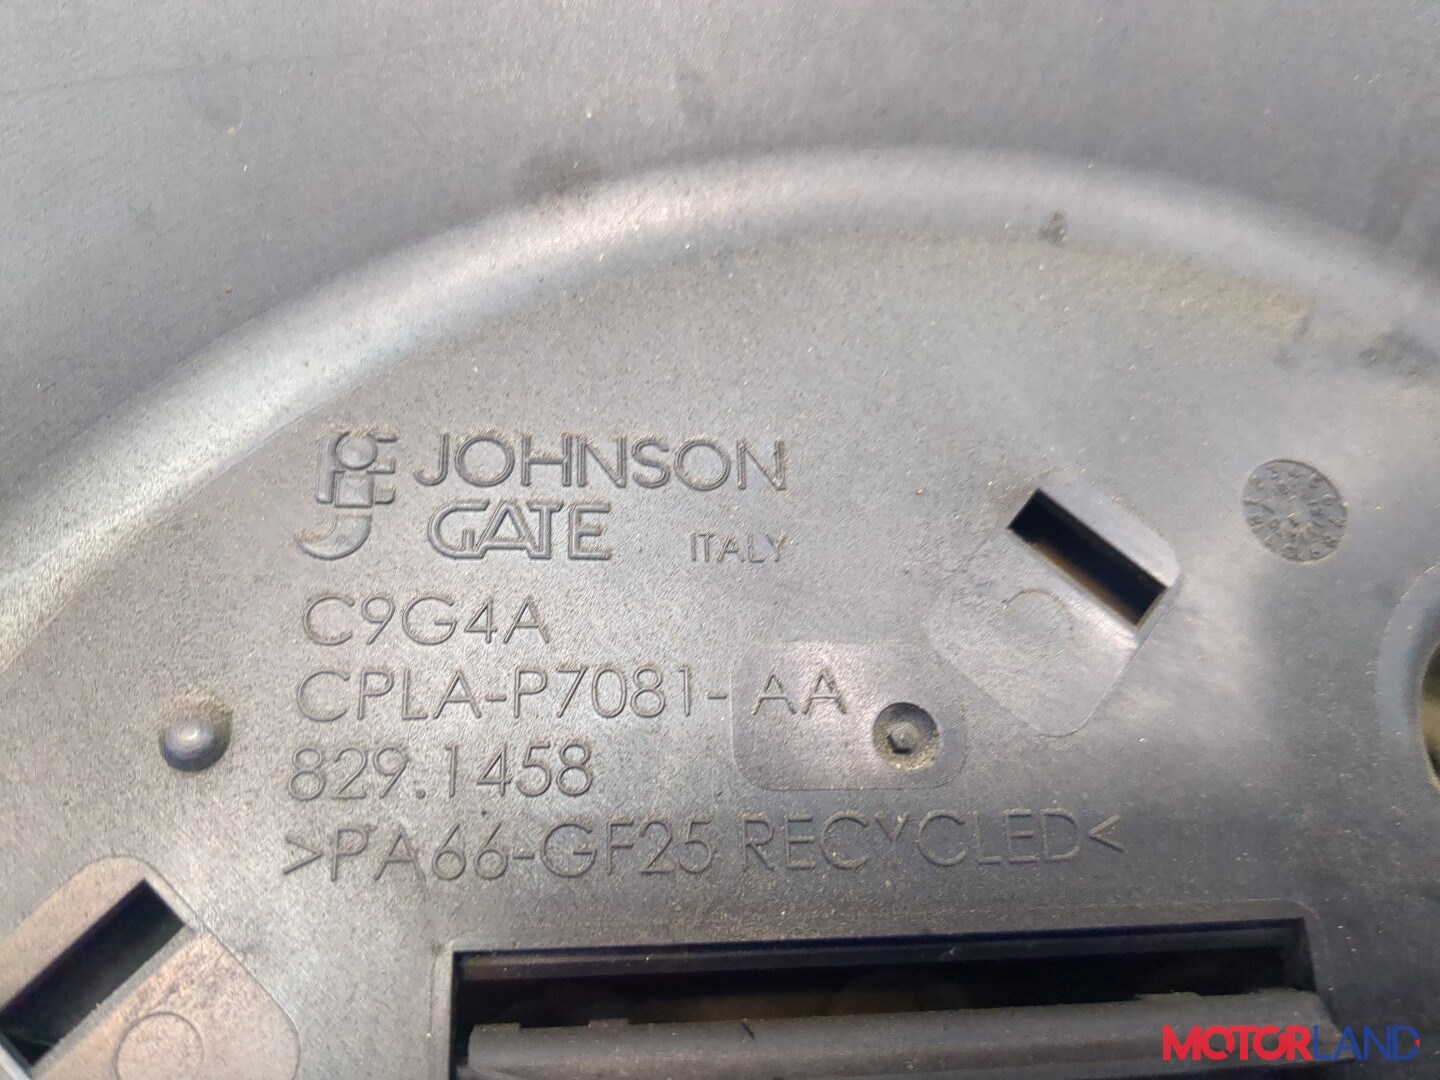 JOHNSON
GATE ITALY
C9G4A
CPLA-P7081-AA
829.1458
>PA66-GF25 RECYCLED<
MOTORLAND